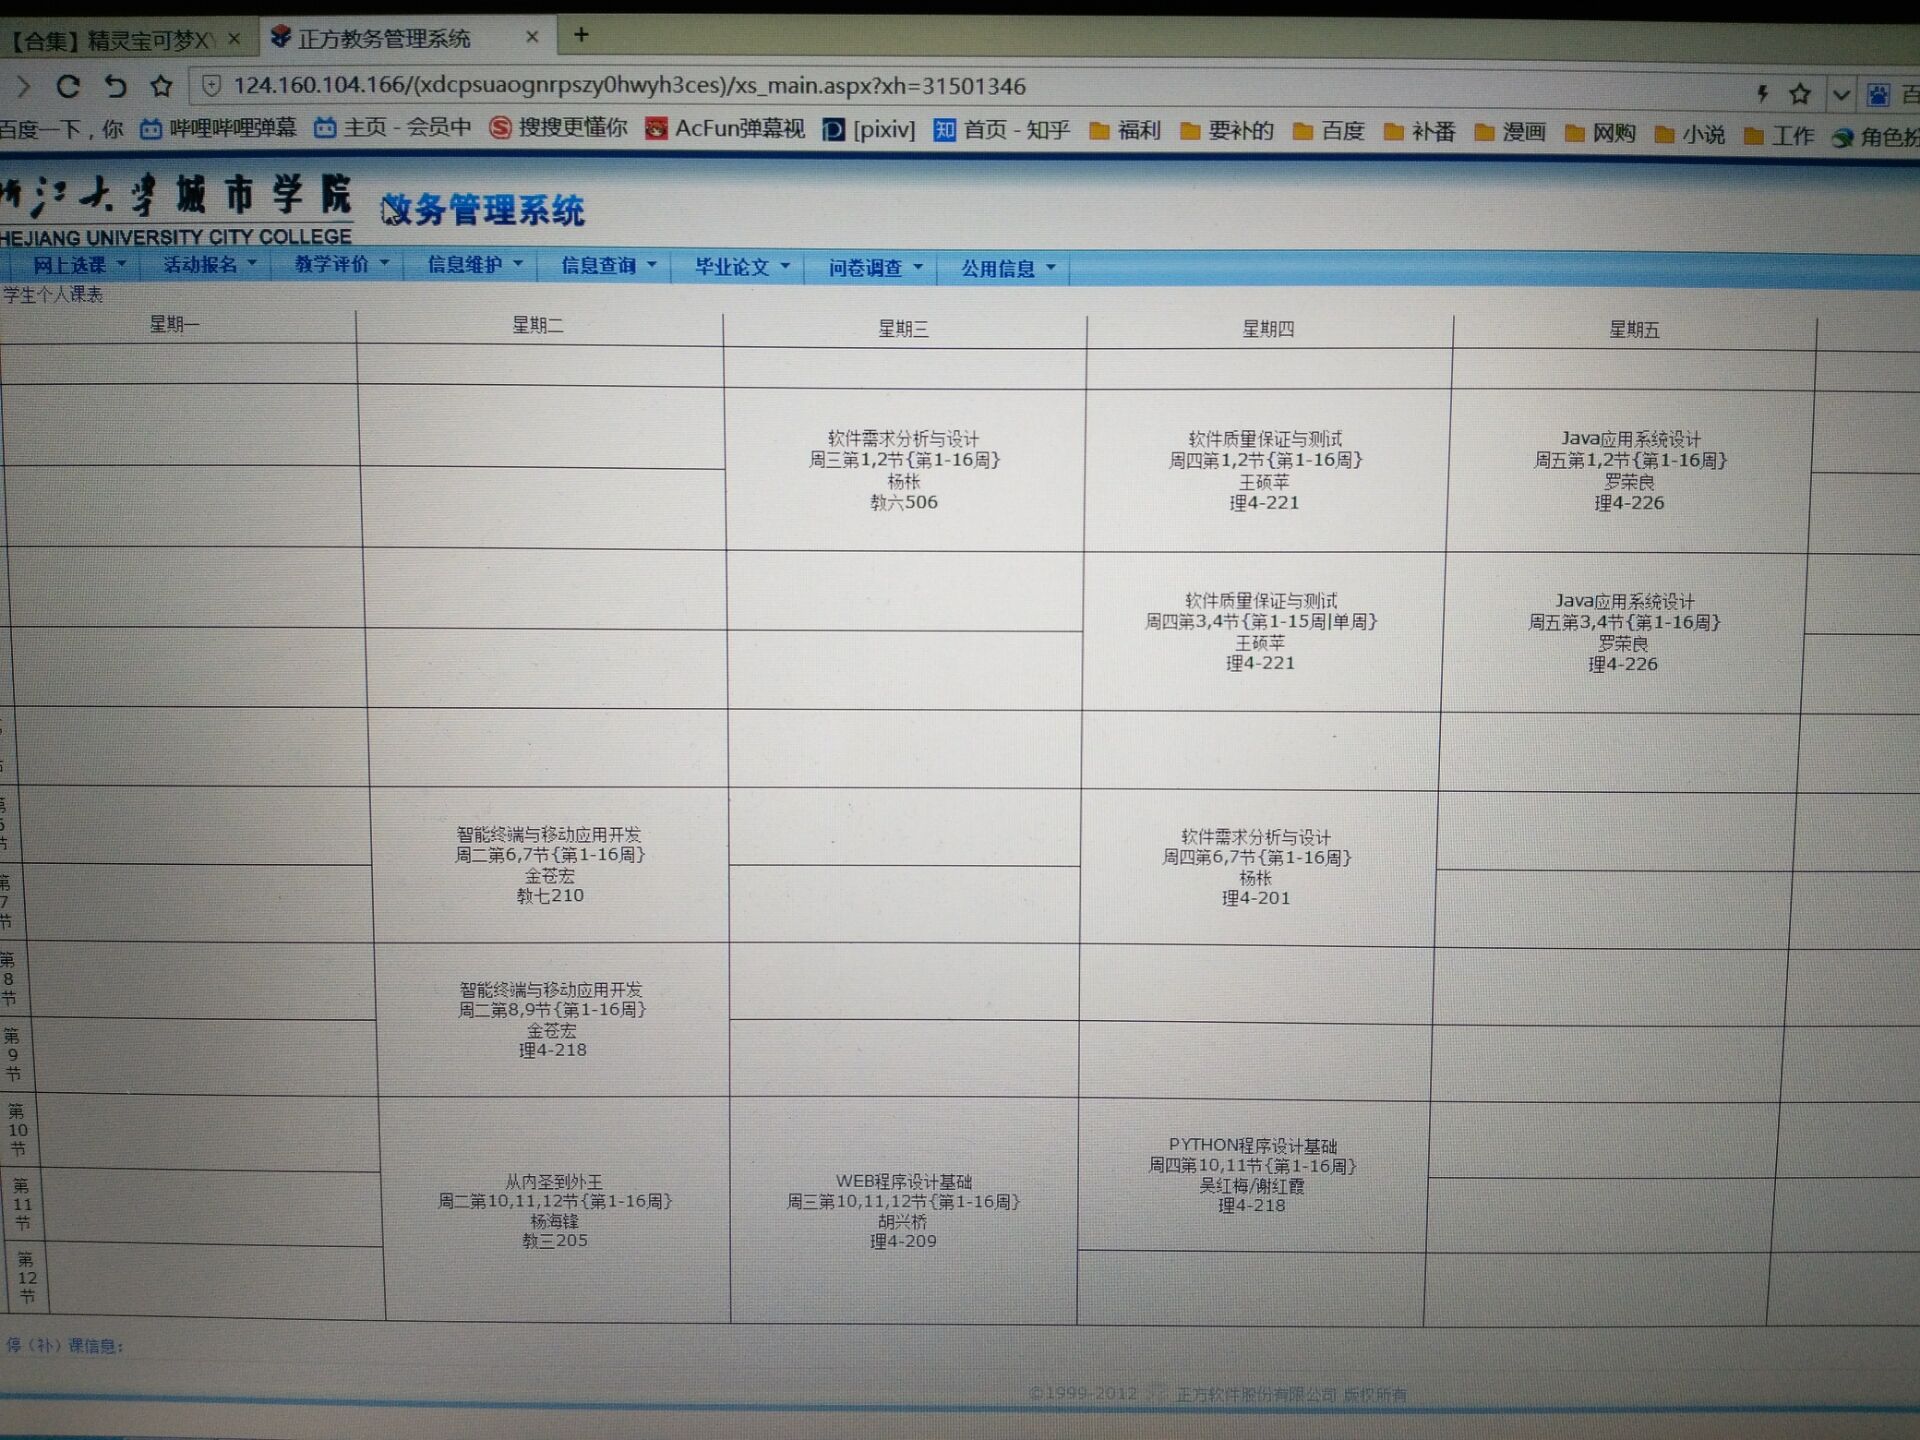 【合集】精灵宝可梦XY
正方教务管理系统
124.160.104.166/(xdcpsuaognrpszy0hwyh3ces)/xs_main.aspx?xh=31501346
百度一下，你 哔哩哔哩弹幕 主页 - 会员中 搜搜更懂你 AcFun弹幕视 [pixiv] 首页 - 知乎 福利 要补的 百度 补番 漫画 网购 小说 工作 角色扮
浙江大学城市学院 教务管理系统
HEJIANG UNIVERSITY CITY COLLEGE
网上选课 活动报名 教学评价 信息维护 信息查询 毕业论文 问卷调查 公用信息
学生个人课表
星期一 星期二 星期三 星期四 星期五
软件需求分析与设计
周三第1,2节{第1-16周}
杨枨
教六506
软件质量保证与测试
周四第1,2节{第1-16周}
王硕苹
理4-221
Java应用系统设计
周五第1,2节{第1-16周}
罗荣良
理4-226
软件质量保证与测试
周四第3,4节{第1-15周|单周}
王硕苹
理4-221
Java应用系统设计
周五第3,4节{第1-16周}
罗荣良
理4-226
第
6
节
智能终端与移动应用开发
周二第6,7节{第1-16周}
金苍宏
教七210
软件需求分析与设计
周四第6,7节{第1-16周}
杨枨
理4-201
第
7
节
第
8
节
智能终端与移动应用开发
周二第8,9节{第1-16周}
金苍宏
理4-218
第
9
节
第
10
节
从内圣到外王
周二第10,11,12节{第1-16周}
杨海锋
教三205
WEB程序设计基础
周三第10,11,12节{第1-16周}
胡兴桥
理4-209
PYTHON程序设计基础
周四第10,11节{第1-16周}
吴红梅/谢红霞
理4-218
第
11
节
第
12
节
停（补）课信息：
©1999-2012 正方软件股份有限公司 版权所有